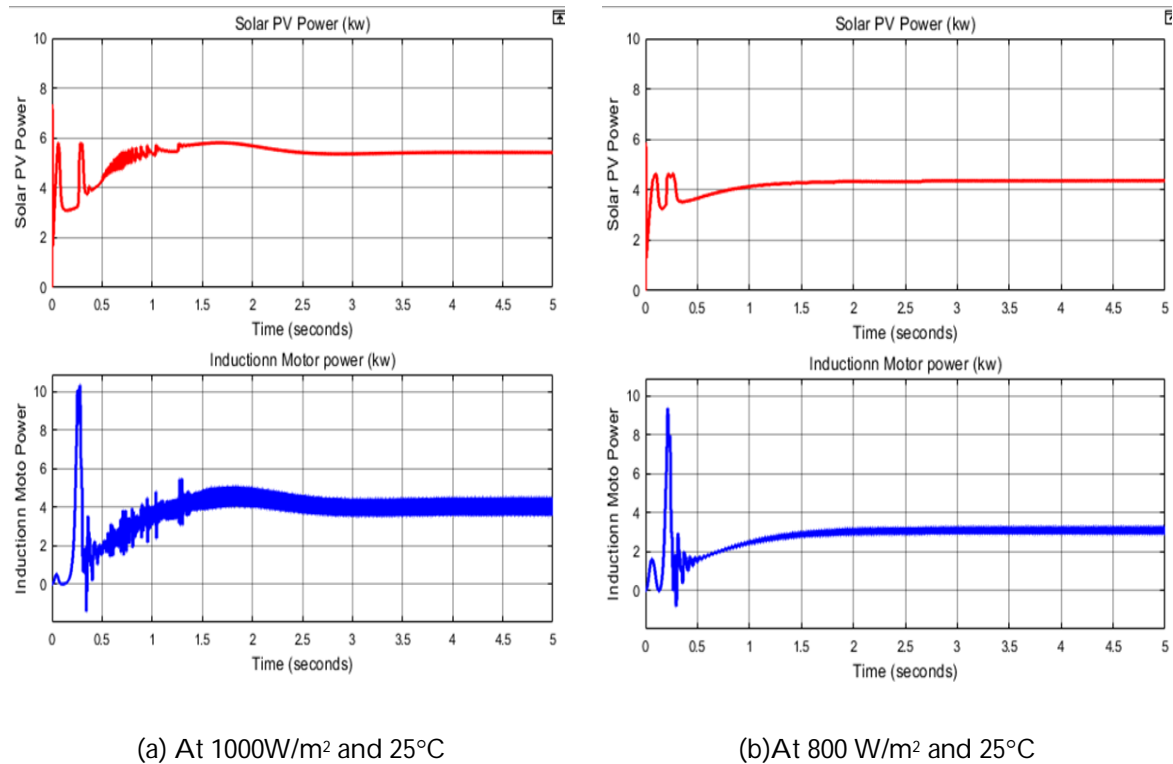 Solar PV Power (kw)
10
8
6
4
2
0
Solar PV Power
0 0.5 1 1.5 2 2.5 3 3.5 4 4.5 5
Time (seconds)
Inductionn Motor power (kw)
10
8
6
4
2
0
Inductionn Moto Power
0 0.5 1 1.5 2 2.5 3 3.5 4 4.5 5
Time (seconds)
(a) At 1000W/m² and 25°C
Solar PV Power (kw)
10
8
6
4
2
0
Solar PV Power
0 0.5 1 1.5 2 2.5 3 3.5 4 4.5 5
Time (seconds)
Inductionn Motor power (kw)
10
8
6
4
2
0
Inductionn Moto Power
0 0.5 1 1.5 2 2.5 3 3.5 4 4.5 5
Time (seconds)
(b)At 800 W/m² and 25°C